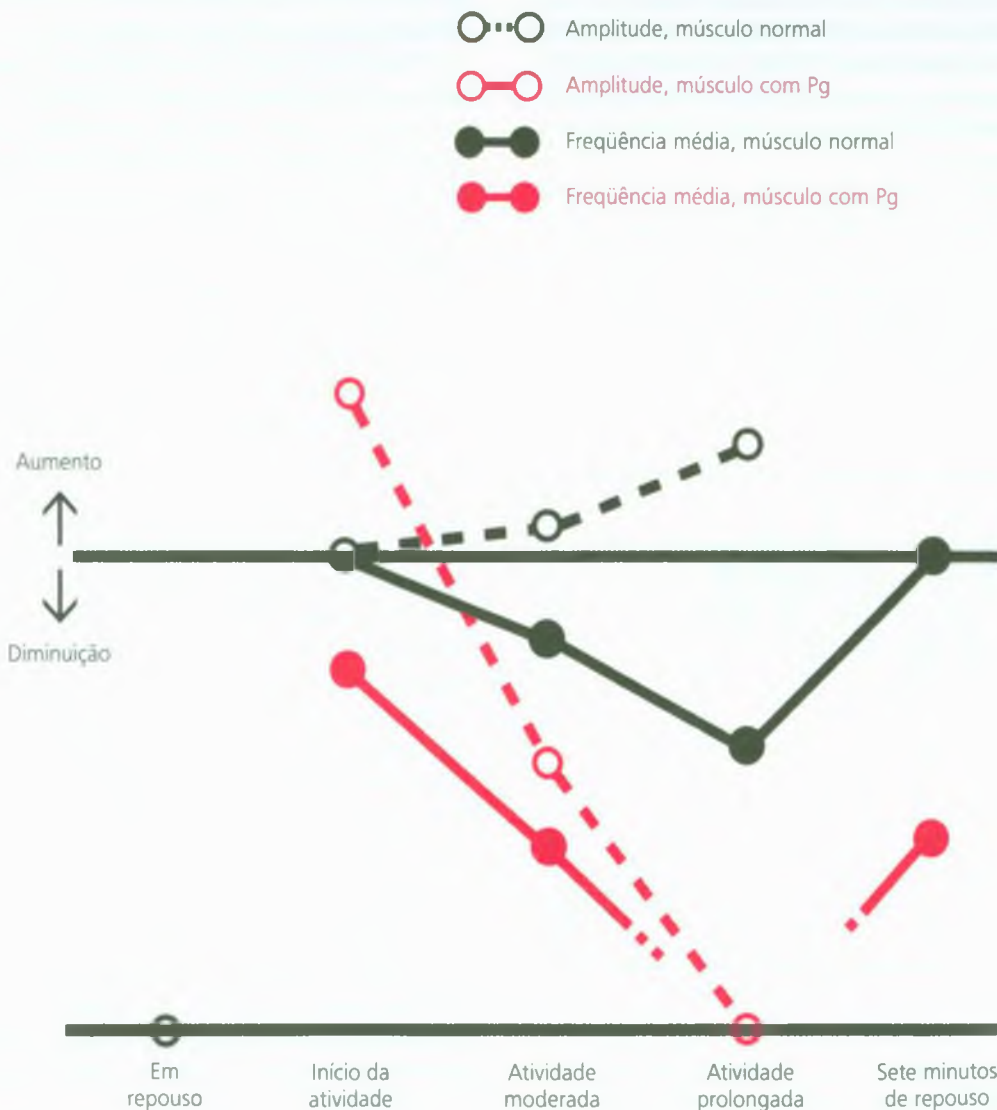 Amplitude, músculo normal
Amplitude, músculo com Pg
Freqüência média, músculo normal
Freqüência média, músculo com Pg
Aumento
Diminuição
Em
repouso
Início da
atividade
Atividade
moderada
Atividade
prolongada
Sete minutos
de repouso